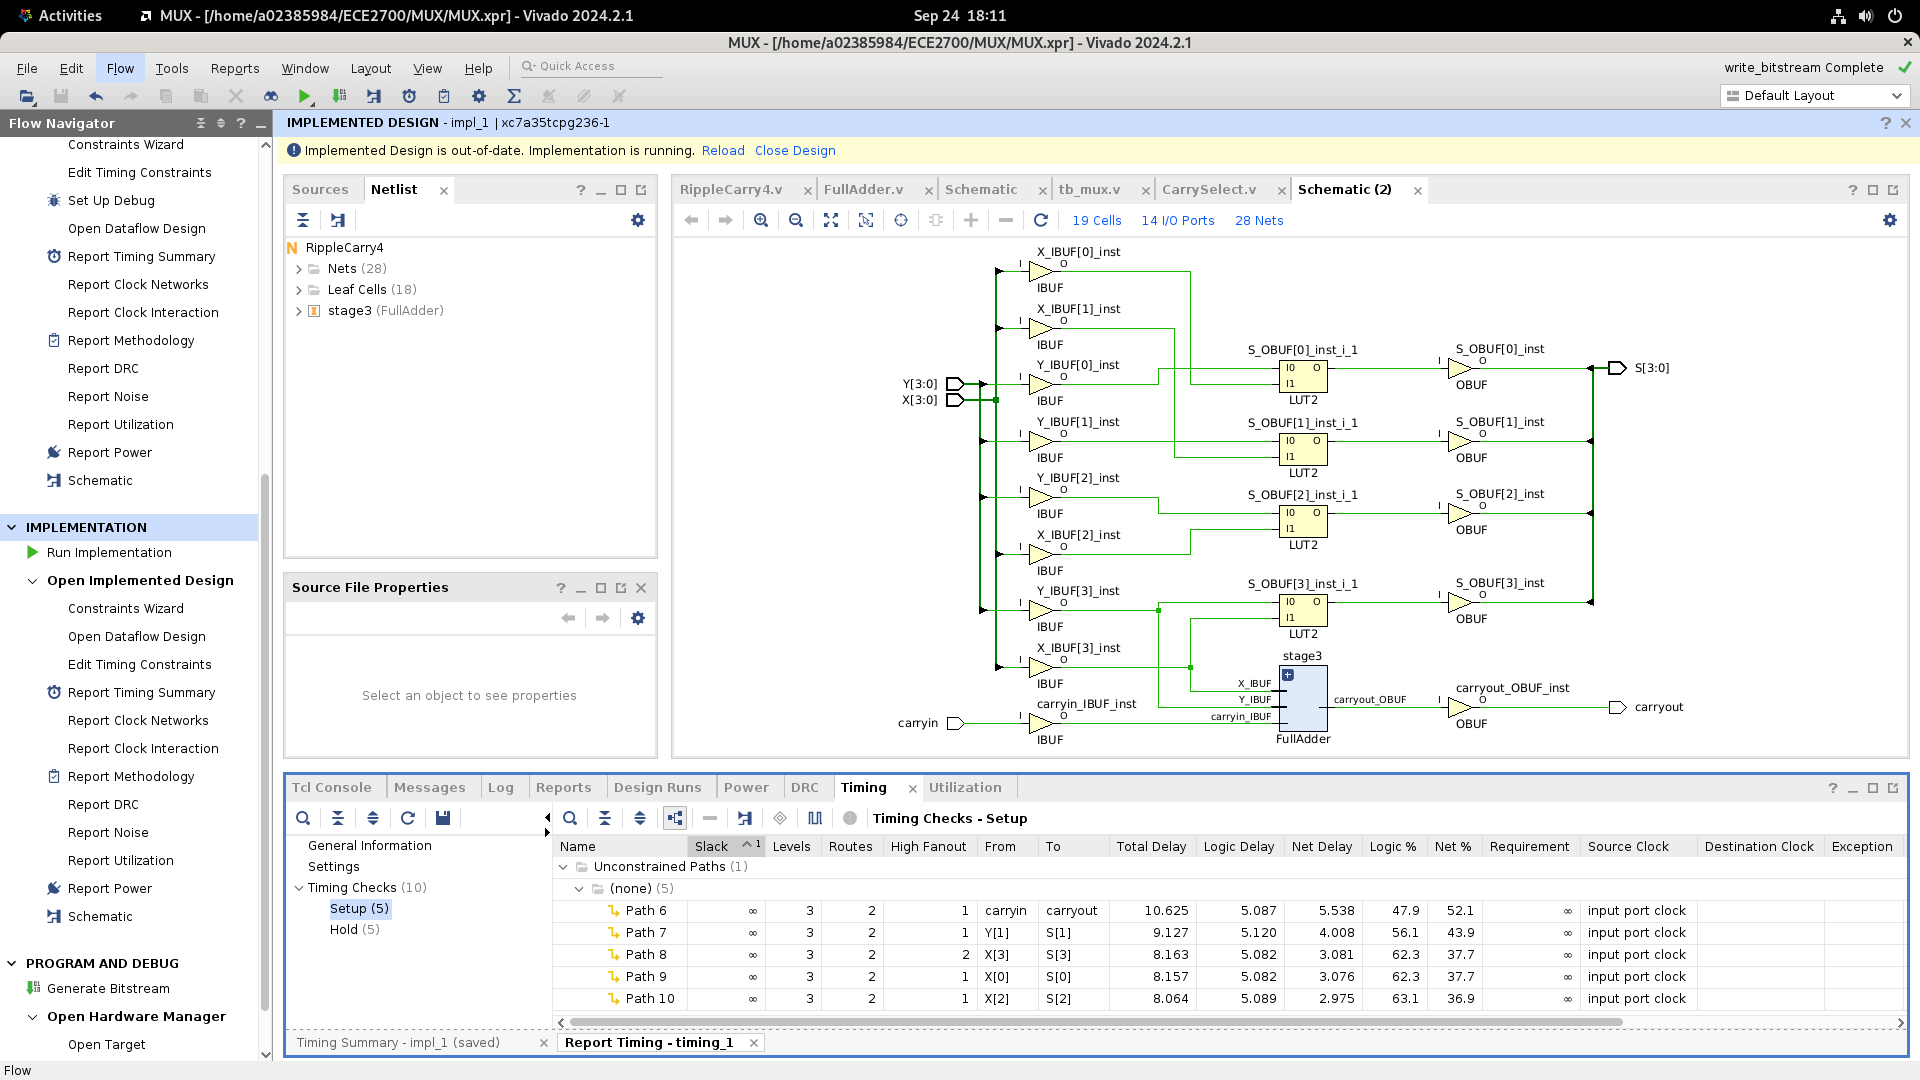 Activities
MUX - [/home/a02385984/ECE2700/MUX/MUX.xpr] - Vivado 2024.2.1
Sep 24 18:11
MUX - [/home/a02385984/ECE2700/MUX/MUX.xpr] - Vivado 2024.2.1
File Edit Flow Tools Reports Window Layout View Help
Quick Access
write_bitstream Complete
Default Layout
Flow Navigator
Constraints Wizard
Edit Timing Constraints
Set Up Debug
Open Dataflow Design
Report Timing Summary
Report Clock Networks
Report Clock Interaction
Report Methodology
Report DRC
Report Noise
Report Utilization
Report Power
Schematic
IMPLEMENTATION
Run Implementation
Open Implemented Design
Constraints Wizard
Open Dataflow Design
Edit Timing Constraints
Report Timing Summary
Report Clock Networks
Report Clock Interaction
Report Methodology
Report DRC
Report Noise
Report Utilization
Report Power
Schematic
PROGRAM AND DEBUG
Generate Bitstream
Open Hardware Manager
Open Target
IMPLEMENTED DESIGN - impl_1 | xc7a35tcpg236-1
Implemented Design is out-of-date. Implementation is running. Reload Close Design
Sources Netlist
RippleCarry4
Nets (28)
Leaf Cells (18)
stage3 (FullAdder)
Source File Properties
Select an object to see properties
RippleCarry4.v FullAdder.v Schematic tb_mux.v CarrySelect.v Schematic (2)
19 Cells 14 I/O Ports 28 Nets
X_IBUF[0]_inst
I O
IBUF
X_IBUF[1]_inst
I O
IBUF
Y_IBUF[0]_inst
I O
IBUF
Y[3:0]
X[3:0]
Y_IBUF[1]_inst
I O
IBUF
Y_IBUF[2]_inst
I O
IBUF
X_IBUF[2]_inst
I O
IBUF
Y_IBUF[3]_inst
I O
IBUF
X_IBUF[3]_inst
I O
IBUF
carryin_IBUF_inst
carryin
I O
IBUF
S_OBUF[0]_inst_i_1
I0 O
I1
LUT2
S_OBUF[1]_inst_i_1
I0 O
I1
LUT2
S_OBUF[2]_inst_i_1
I0 O
I1
LUT2
S_OBUF[3]_inst_i_1
I0 O
I1
LUT2
stage3
X_IBUF
Y_IBUF
carryin_IBUF
carryout_OBUF
FullAdder
S_OBUF[0]_inst
I O
OBUF
S[3:0]
S_OBUF[1]_inst
I O
OBUF
S_OBUF[2]_inst
I O
OBUF
S_OBUF[3]_inst
I O
OBUF
carryout_OBUF_inst
I O
OBUF
carryout
Tcl Console Messages Log Reports Design Runs Power DRC Timing Utilization
General Information
Settings
Timing Checks (10)
Setup (5)
Hold (5)
Timing Checks - Setup
Name Slack 1 Levels Routes High Fanout From To Total Delay Logic Delay Net Delay Logic % Net % Requirement Source Clock Destination Clock Exception
Unconstrained Paths (1)
(none) (5)
Path 6 ∞ 3 2 1 carryin carryout 10.625 5.087 5.538 47.9 52.1 ∞ input port clock
Path 7 ∞ 3 2 1 Y[1] S[1] 9.127 5.120 4.008 56.1 43.9 ∞ input port clock
Path 8 ∞ 3 2 2 X[3] S[3] 8.163 5.082 3.081 62.3 37.7 ∞ input port clock
Path 9 ∞ 3 2 1 X[0] S[0] 8.157 5.082 3.076 62.3 37.7 ∞ input port clock
Path 10 ∞ 3 2 1 X[2] S[2] 8.064 5.089 2.975 63.1 36.9 ∞ input port clock
Timing Summary - impl_1 (saved) Report Timing - timing_1
Flow